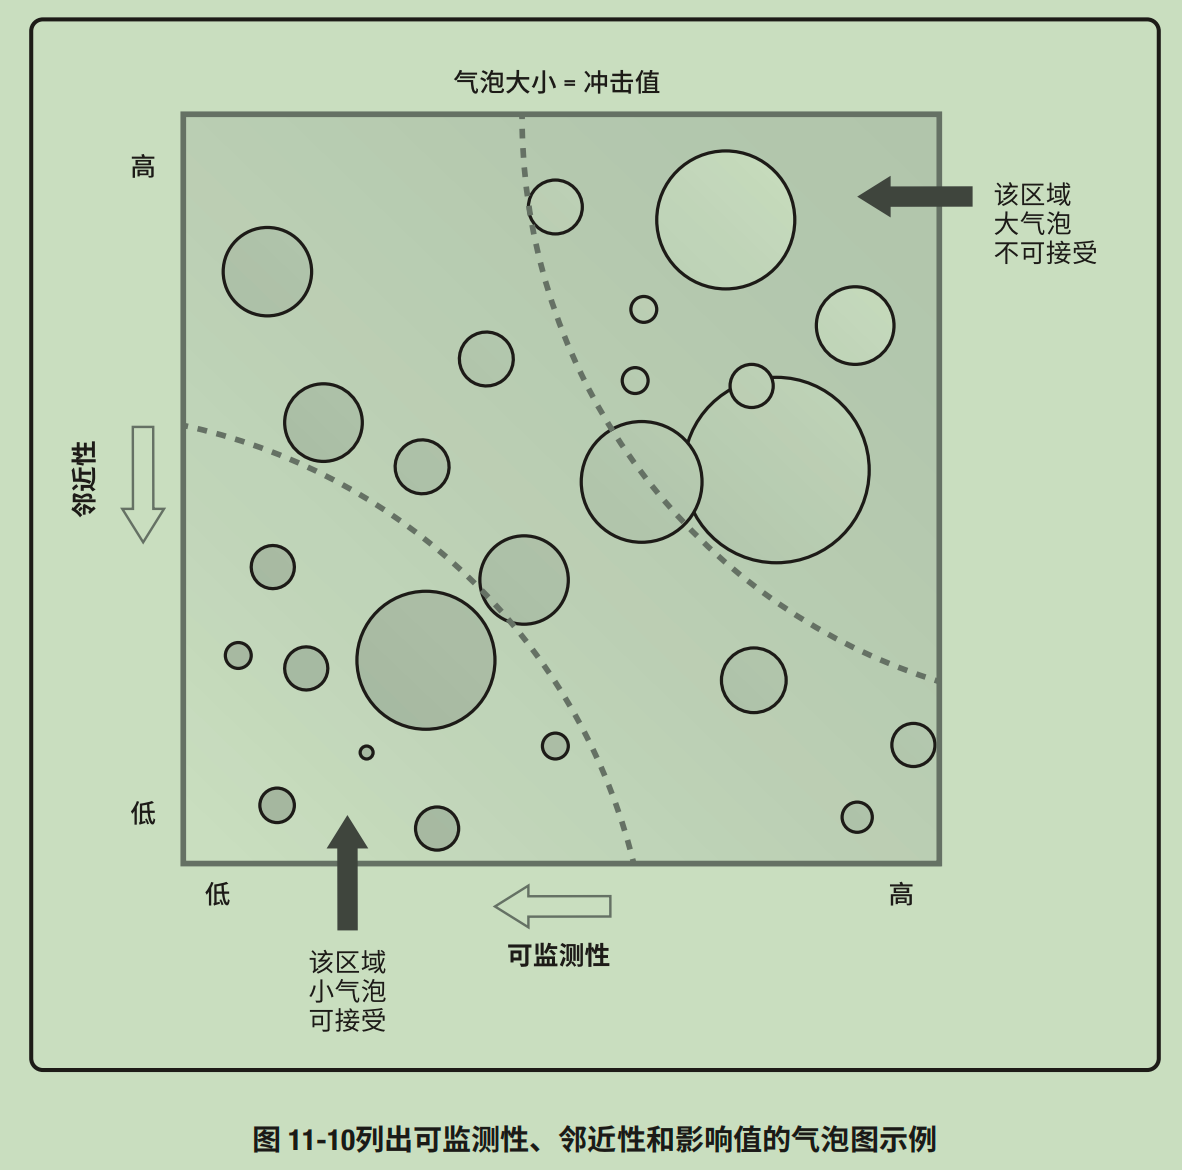 气泡大小 = 冲击值
高
该区域
大气泡
不可接受
邻近性
低
低
高
可监测性
该区域
小气泡
可接受
图 11-10列出可监测性、邻近性和影响值的气泡图示例